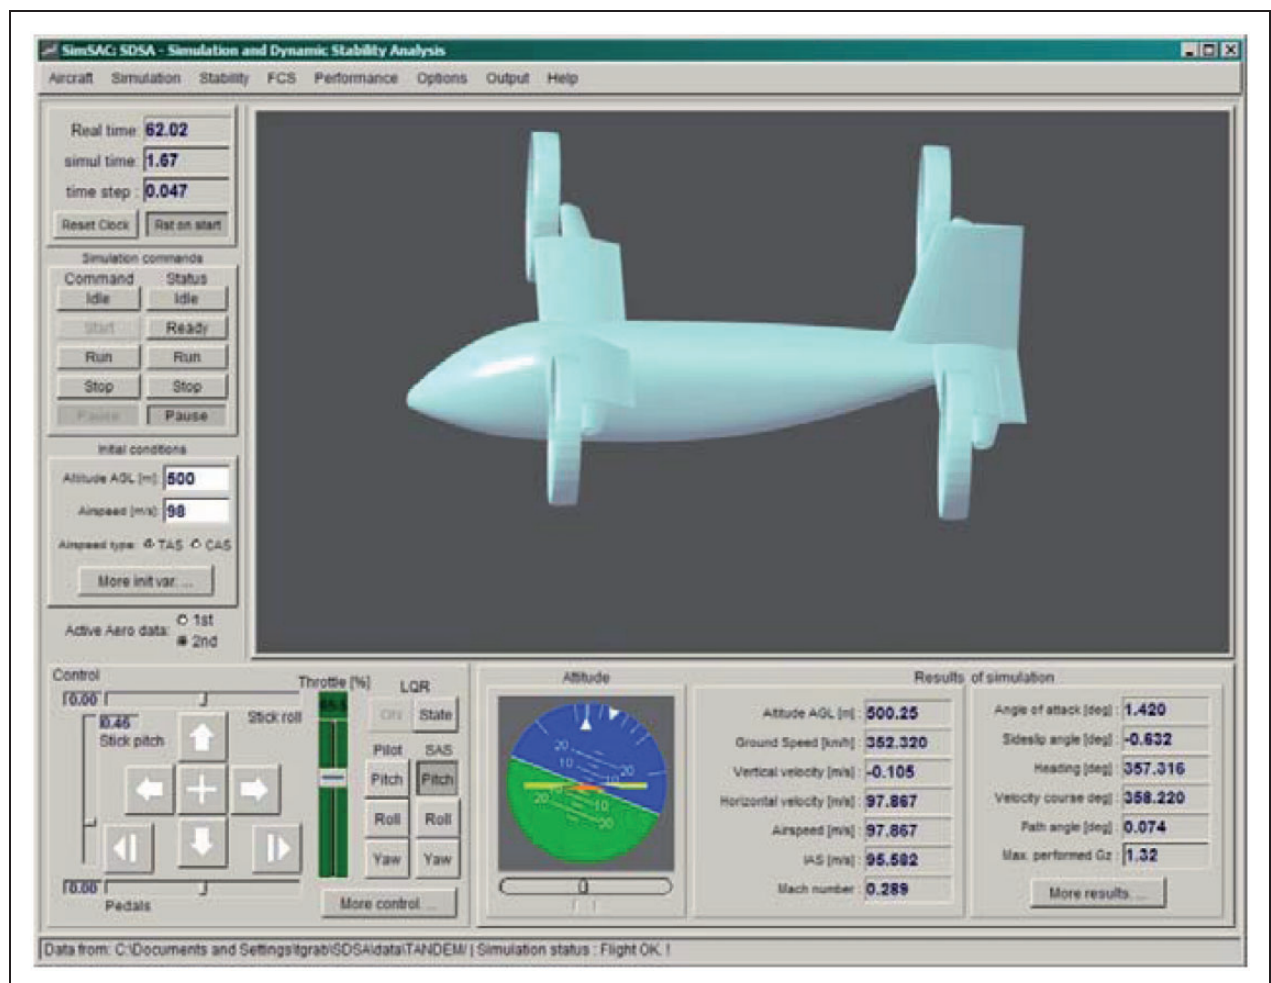 SimSAC: SDSA - Simulation and Dynamic Stability Analysis
Aircraft Simulation Stability FCS Performance Options Output Help
Real time: 62.02
simul time: 1.67
time step : 0.047
Reset Clock Rst on start
Simulation commands
Command Status
Idle Idle
Start Ready
Run Run
Stop Stop
Pause Pause
Initial conditions
Altitude AGL [m]: 500
Airspeed [m/s]: 98
Airspeed type: TAS CAS
More init var. ...
Active Aero data: 1st
2nd
Control
0.00
0.46
Stick pitch
Stick roll
0.00
Pedals
Throttle [%]
LQR
ON State
Pilot SAS
Pitch Pitch
Roll Roll
Yaw Yaw
More control ...
Attitude
20
10
10 20
20 10
10
20
Results of simulation
Altitude AGL [m] : 500.25
Ground Speed [km/h] : 352.320
Vertical velocity [m/s] : -0.105
Horizontal velocity [m/s] : 97.867
Airspeed [m/s] : 97.867
IAS [m/s] : 95.582
Mach number : 0.289
Angle of attack [deg] : 1.420
Sideslip angle [deg] : -0.632
Heading [deg] : 357.316
Velocity course deg] : 358.220
Path angle [deg] : 0.074
Max. performed Gz : 1.32
More results. ...
Data from: C:\Documents and Settings\tgrab\SDSA\data\TANDEM/ | Simulation status : Flight OK. !